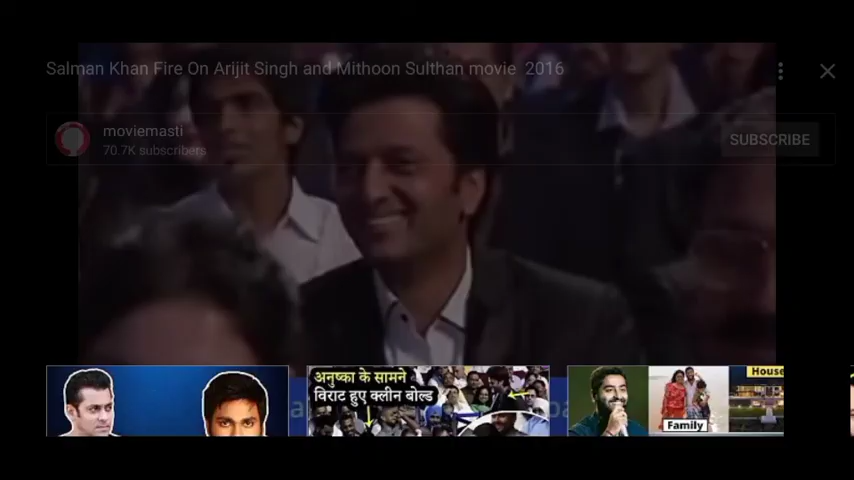 Salman Khan Fire On Arijit Singh and Mithoon Sulthan movie 2016
moviemasti
70.7K subscribers
SUBSCRIBE
अनुष्का के सामने
विराट हुए क्लीन बोल्ड
House
Family